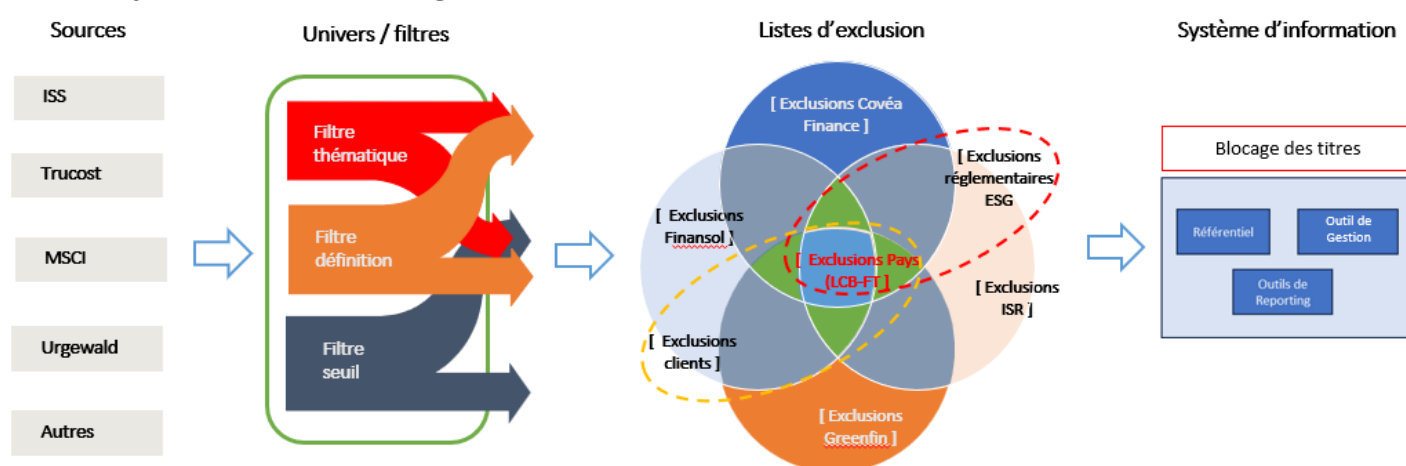 Sources
ISS
Trucost
MSCI
Urgewald
Autres
Univers / filtres
Filtre
thématique
Filtre
définition
Filtre
seuil
Listes d'exclusion
[ Exclusions Covéa
Finance ]
[ Exclusions
réglementaires
ESG
[ Exclusions
Finansol ]
[ Exclusions Pays
(LCB-FT ]
[ Exclusions
ISR ]
[ Exclusions
clients ]
[ Exclusions
Greenfin ]
Système d'information
Blocage des titres
Référentiel
Outil de
Gestion
Outils de
Reporting